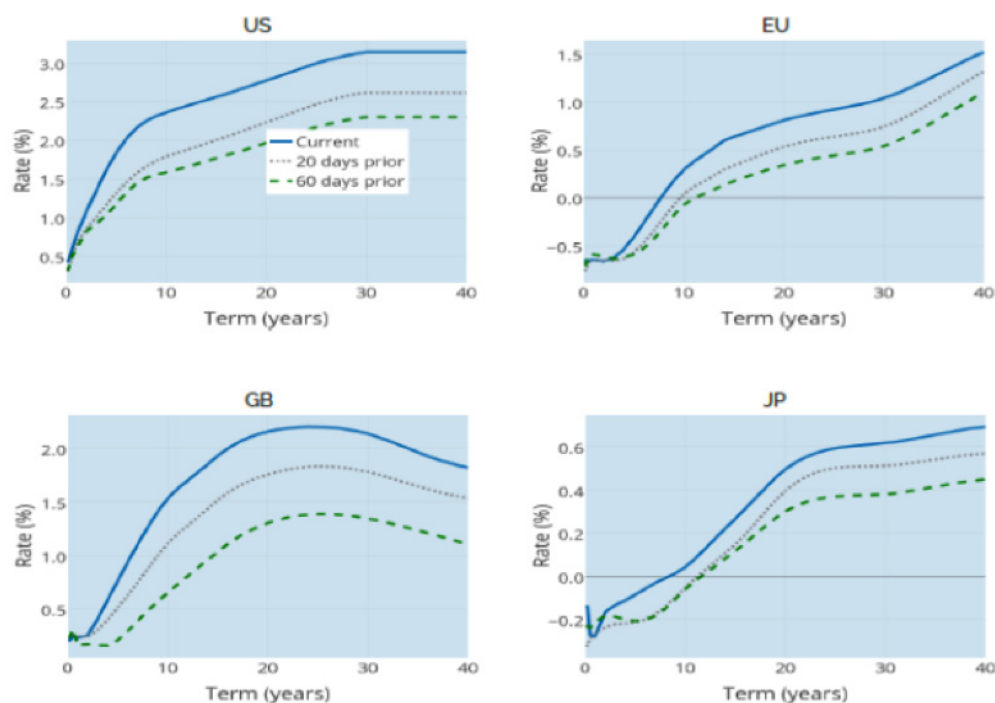 US
EU
Rate (%)
3.0
2.5
2.0
1.5
1.0
0.5
Current
20 days prior
60 days prior
0
10
20
30
40
Term (years)
Rate (%)
1.5
1.0
0.5
0.0
−0.5
0
10
20
30
40
Term (years)
GB
JP
Rate (%)
2.0
1.5
1.0
0.5
0
10
20
30
40
Term (years)
Rate (%)
0.6
0.4
0.2
0.0
−0.2
0
10
20
30
40
Term (years)